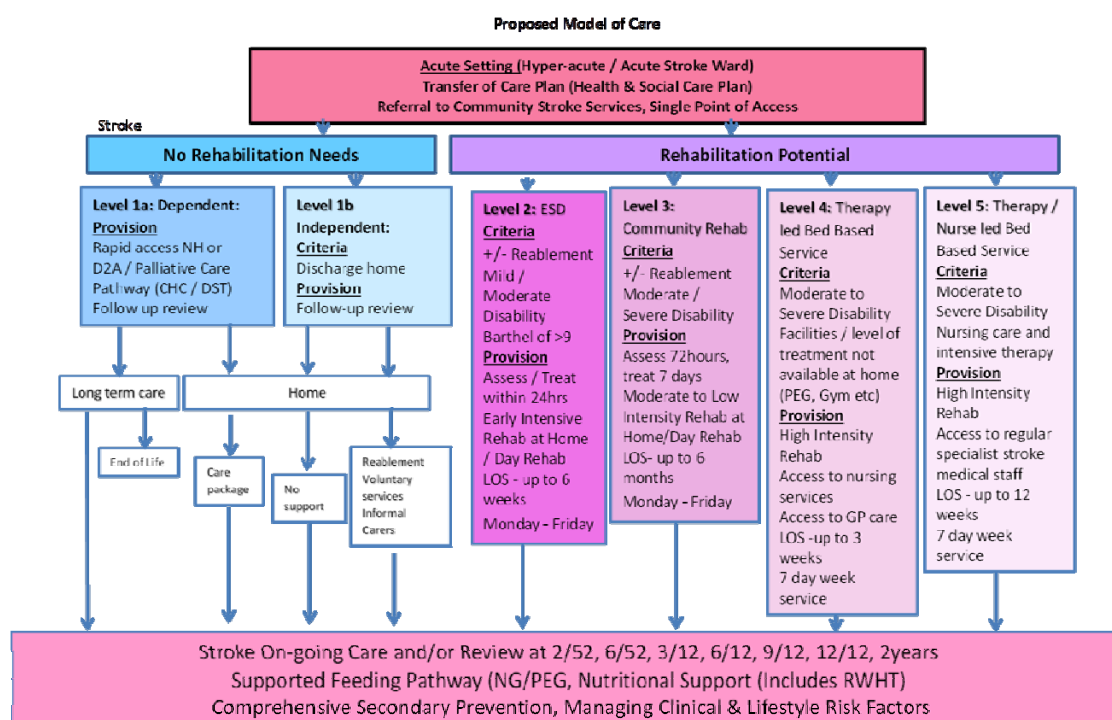 Proposed Model of Care
Acute Setting (Hyper-acute / Acute Stroke Ward)
Transfer of Care Plan (Health & Social Care Plan)
Referral to Community Stroke Services, Single Point of Access
Stroke
No Rehabilitation Needs
Rehabilitation Potential
Level 1a: Dependent:
Provision
Rapid access NH or
D2A / Palliative Care
Pathway (CHC / DST)
Follow up review
Level 1b
Independent:
Criteria
Discharge home
Provision
Follow-up review
Level 2: ESD
Criteria
+/- Reablement
Mild /
Moderate
Disability
Barthel of >9
Provision
Assess / Treat
within 24hrs
Early Intensive
Rehab at Home
/ Day Rehab
LOS - up to 6
weeks
Monday - Friday
Level 3:
Community Rehab
Criteria
+/- Reablement
Moderate /
Severe Disability
Provision
Assess 72hours,
treat 7 days
Moderate to Low
Intensity Rehab at
Home/Day Rehab
LOS- up to 6
months
Monday - Friday
Level 4: Therapy
led Bed Based
Service
Criteria
Moderate to
Severe Disability
Facilities / level of
treatment not
available at home
(PEG, Gym etc)
Provision
High Intensity
Rehab
Access to nursing
services
Access to GP care
LOS -up to 3
weeks
7 day week
service
Level 5: Therapy /
Nurse led Bed
Based Service
Criteria
Moderate to
Severe Disability
Nursing care and
intensive therapy
Provision
High Intensity
Rehab
Access to regular
specialist stroke
medical staff
LOS - up to 12
weeks
7 day week
service
Long term care
Home
End of Life
Care
package
No
support
Reablement
Voluntary
services
Informal
Carers
Stroke On-going Care and/or Review at 2/52, 6/52, 3/12, 6/12, 9/12, 12/12, 2years
Supported Feeding Pathway (NG/PEG, Nutritional Support (Includes RWHT)
Comprehensive Secondary Prevention, Managing Clinical & Lifestyle Risk Factors